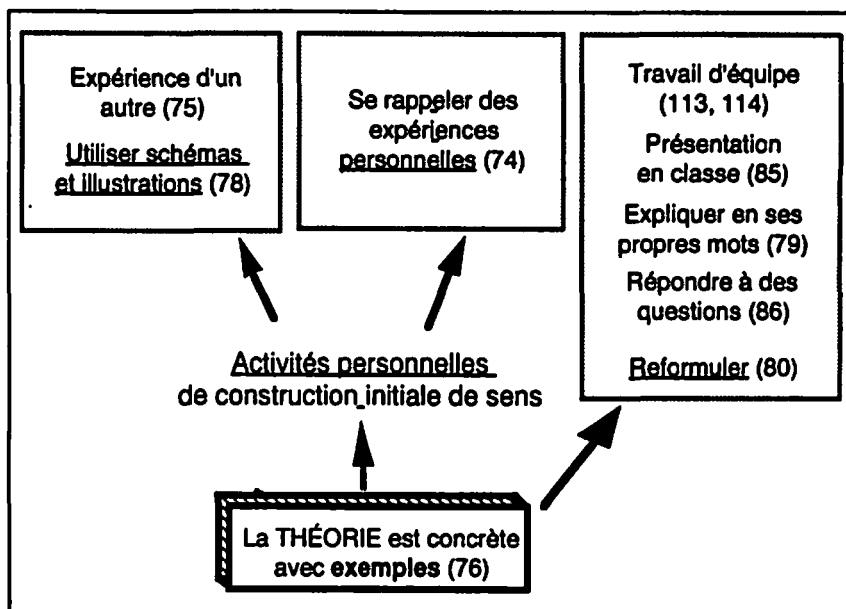 Expérience d'un
autre (75)
Utiliser schémas
et illustrations (78)
Se rappeler des
expériences
personnelles (74)
Travail d'équipe
(113, 114)
Présentation
en classe (85)
Expliquer en ses
propres mots (79)
Répondre à des
questions (86)
Reformuler (80)
Activités personnelles
de construction initiale de sens
La THÉORIE est concrète
avec exemples (76)